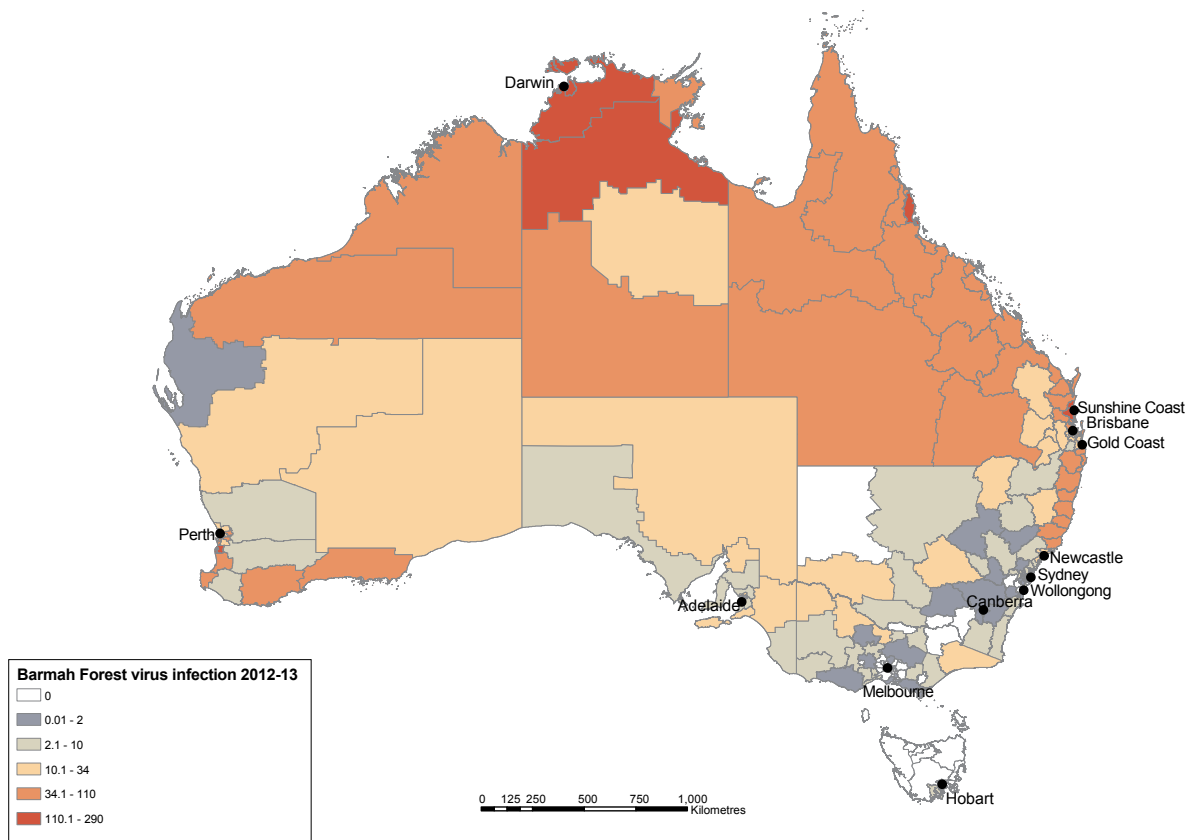 Darwin
Sunshine Coast
Brisbane
Gold Coast
Perth
Newcastle
Sydney
Wollongong
Canberra
Adelaide
Melbourne
Hobart
Barmah Forest virus infection 2012-13
0
0.01 - 2
2.1 - 10
10.1 - 34
34.1 - 110
110.1 - 290
0 125 250 500 750 1,000
Kilometres